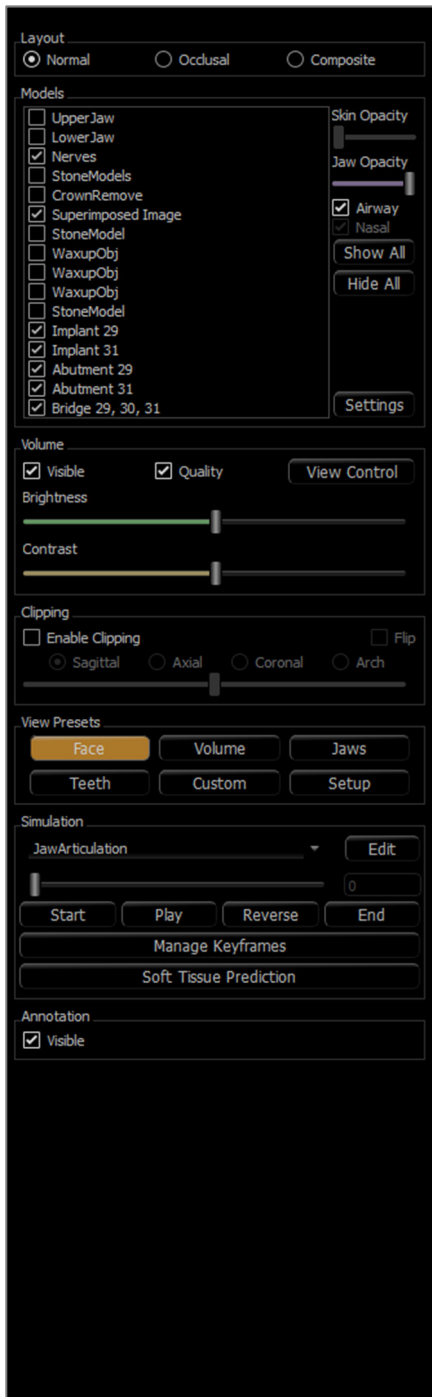 Layout
Normal Occlusal Composite
Models
UpperJaw
LowerJaw
Nerves
StoneModels
CrownRemove
Superimposed Image
StoneModel
WaxupObj
WaxupObj
WaxupObj
StoneModel
Implant 29
Implant 31
Abutment 29
Abutment 31
Bridge 29, 30, 31
Skin Opacity
Jaw Opacity
Airway
Nasal
Show All
Hide All
Settings
Volume
Visible Quality View Control
Brightness
Contrast
Clipping
Enable Clipping Flip
Sagittal Axial Coronal Arch
View Presets
Face Volume Jaws
Teeth Custom Setup
Simulation
JawArticulation Edit
0
Start Play Reverse End
Manage Keyframes
Soft Tissue Prediction
Annotation
Visible